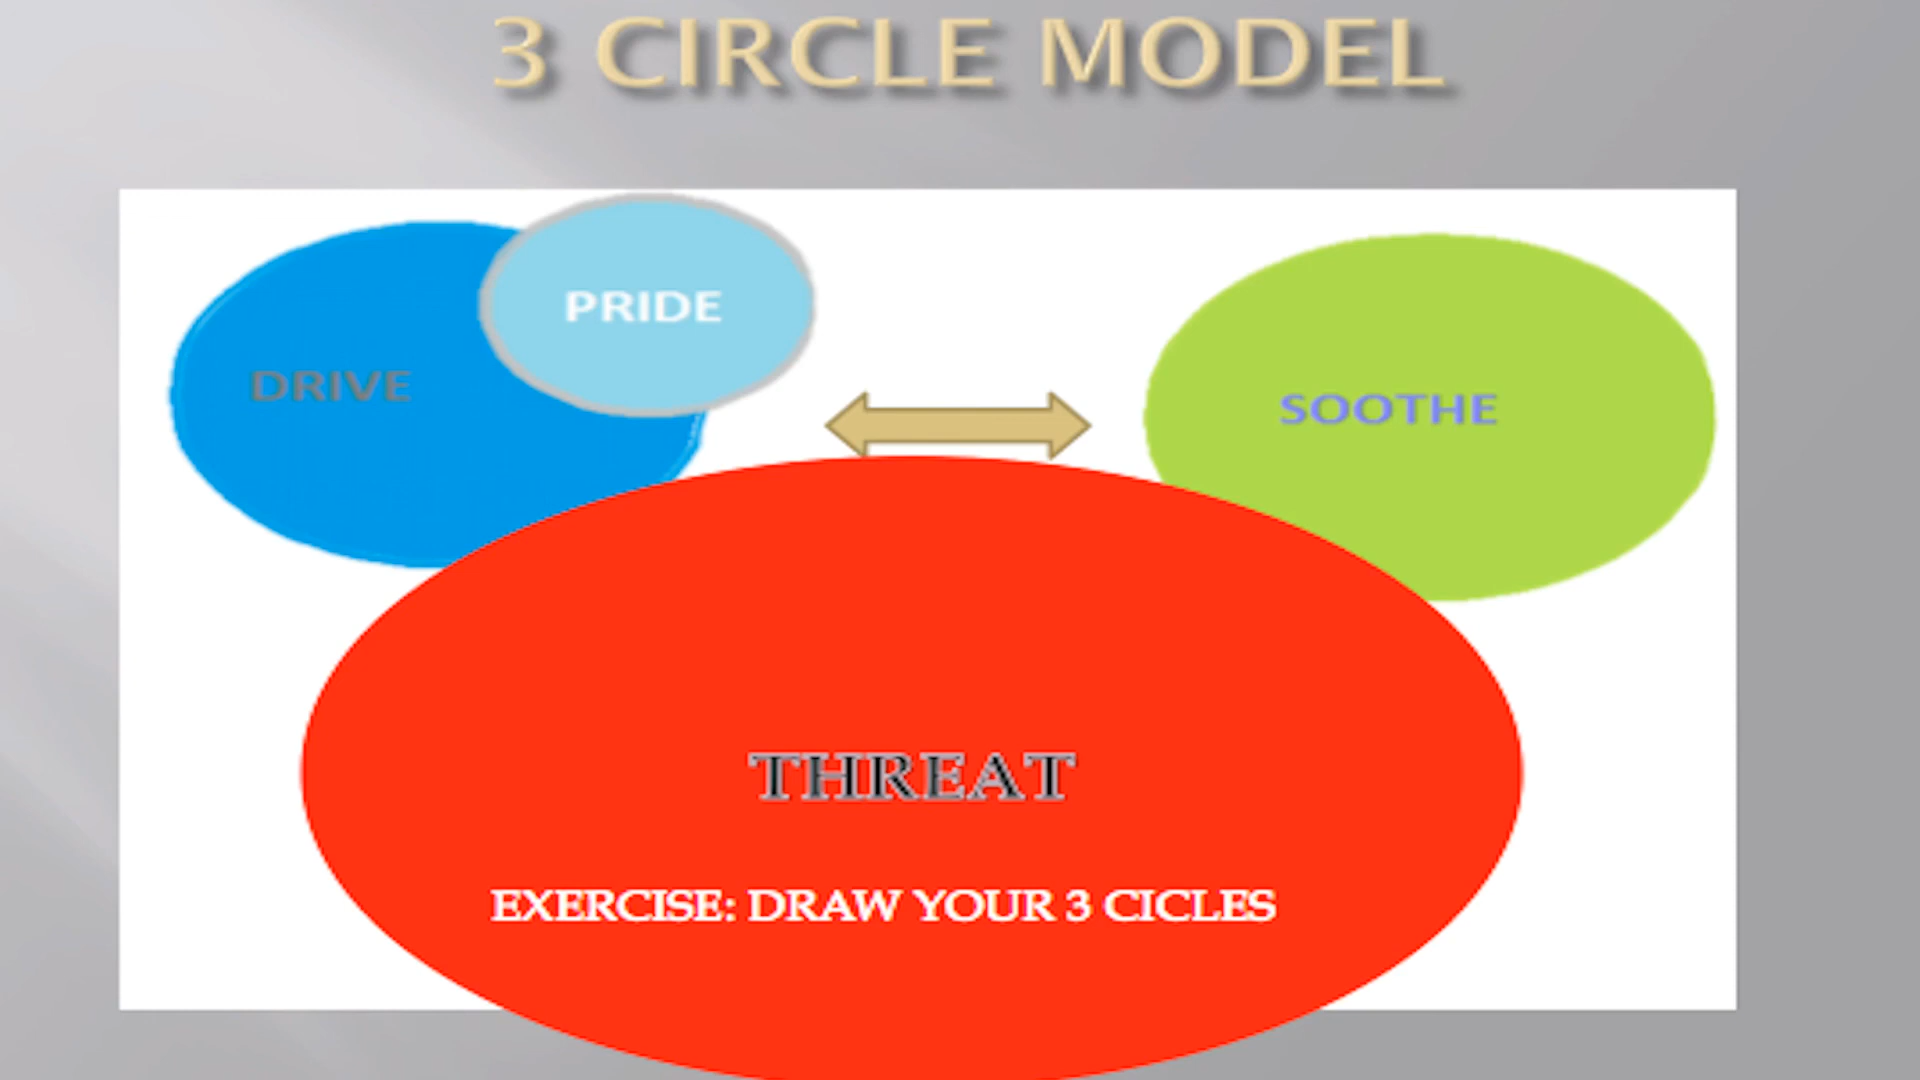 3 CIRCLE MODEL
PRIDE
DRIVE
SOOTHE
THREAT
EXERCISE: DRAW YOUR 3 CICLES